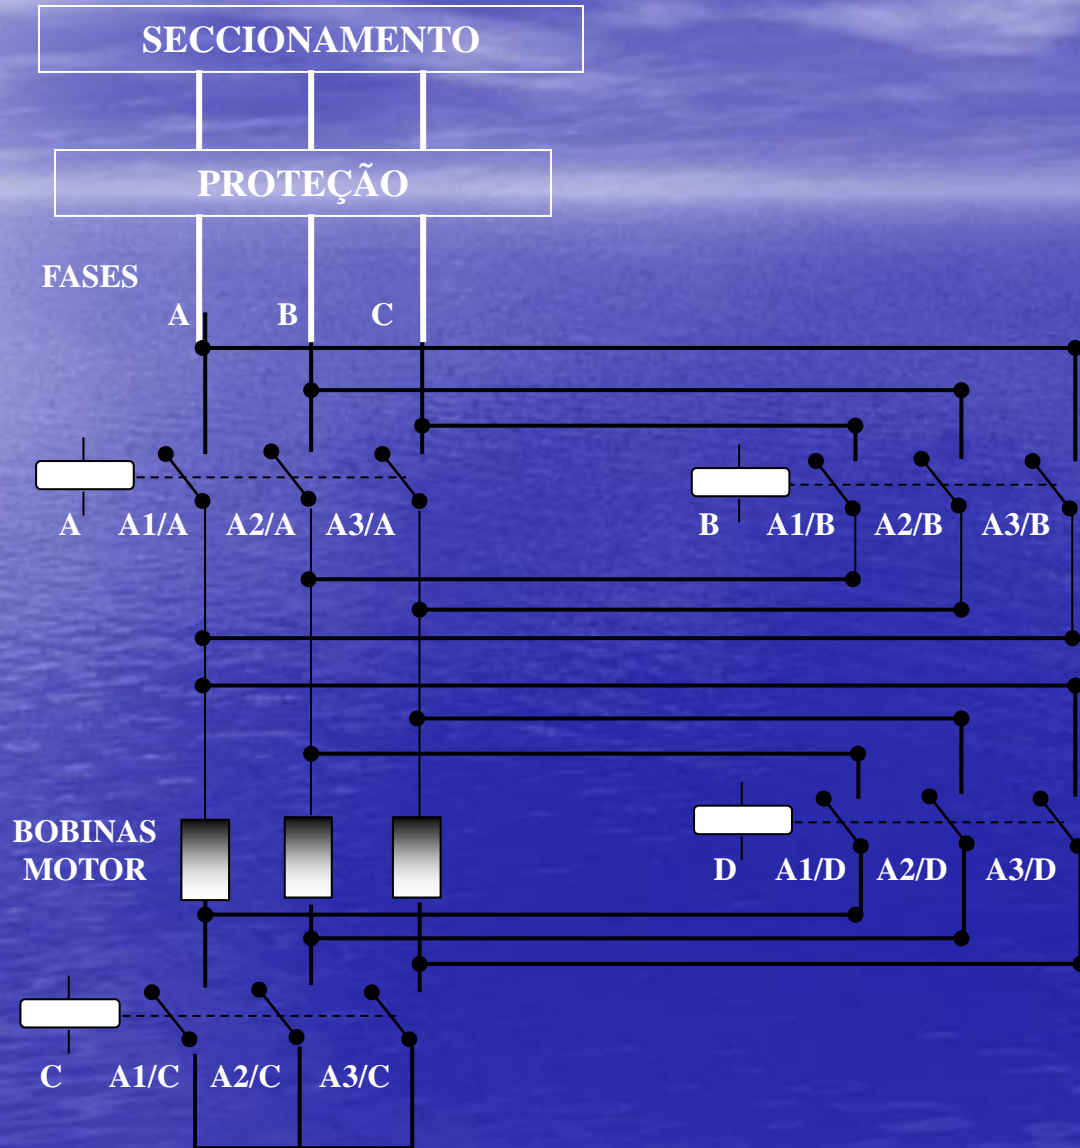 SECCIONAMENTO
PROTEÇÃO
FASES
A B C
A A1/A A2/A A3/A
B A1/B A2/B A3/B
BOBINAS
MOTOR
D A1/D A2/D A3/D
C A1/C A2/C A3/C